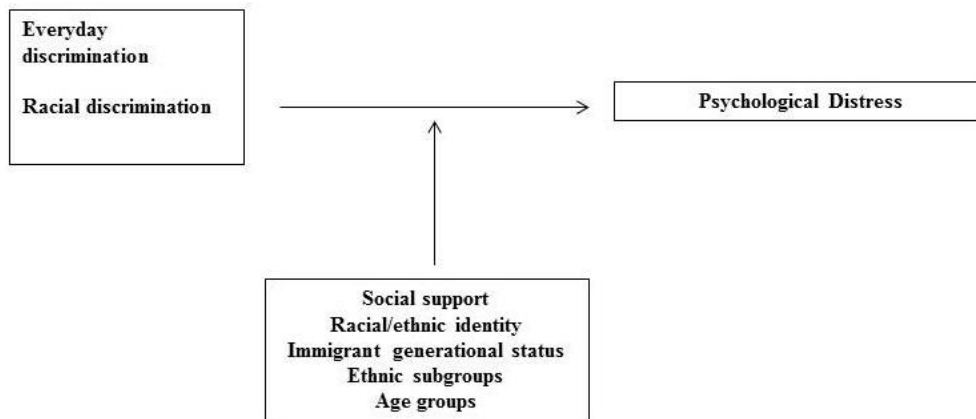 Everyday
discrimination
Racial discrimination
Psychological Distress
Social support
Racial/ethnic identity
Immigrant generational status
Ethnic subgroups
Age groups